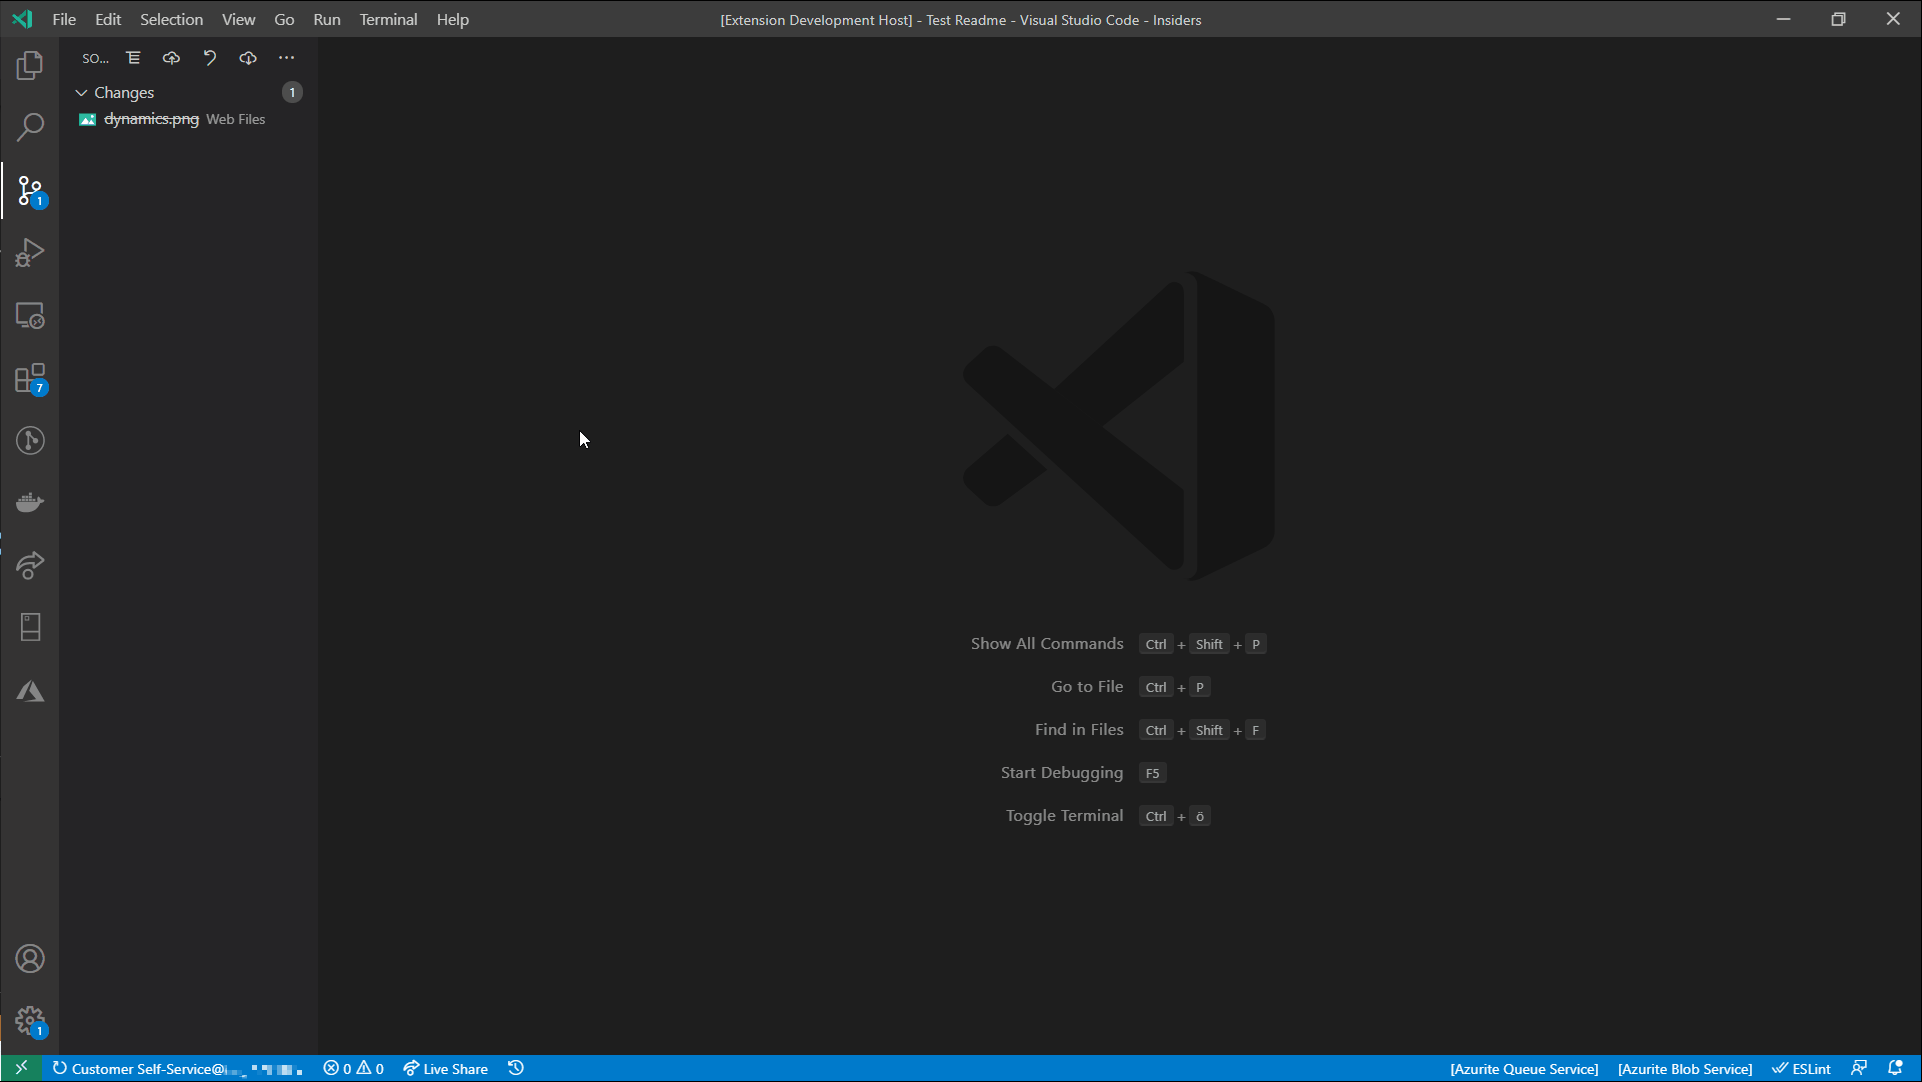 File Edit Selection View Go Run Terminal Help
[Extension Development Host] - Test Readme - Visual Studio Code - Insiders
SO...
Changes 1
dynamics.png Web Files
1
7
Show All Commands Ctrl + Shift + P
Go to File Ctrl + P
Find in Files Ctrl + Shift + F
Start Debugging F5
Toggle Terminal Ctrl + ö
1
Customer Self-Service@ 0 0 Live Share [Azurite Queue Service] [Azurite Blob Service] ESLint